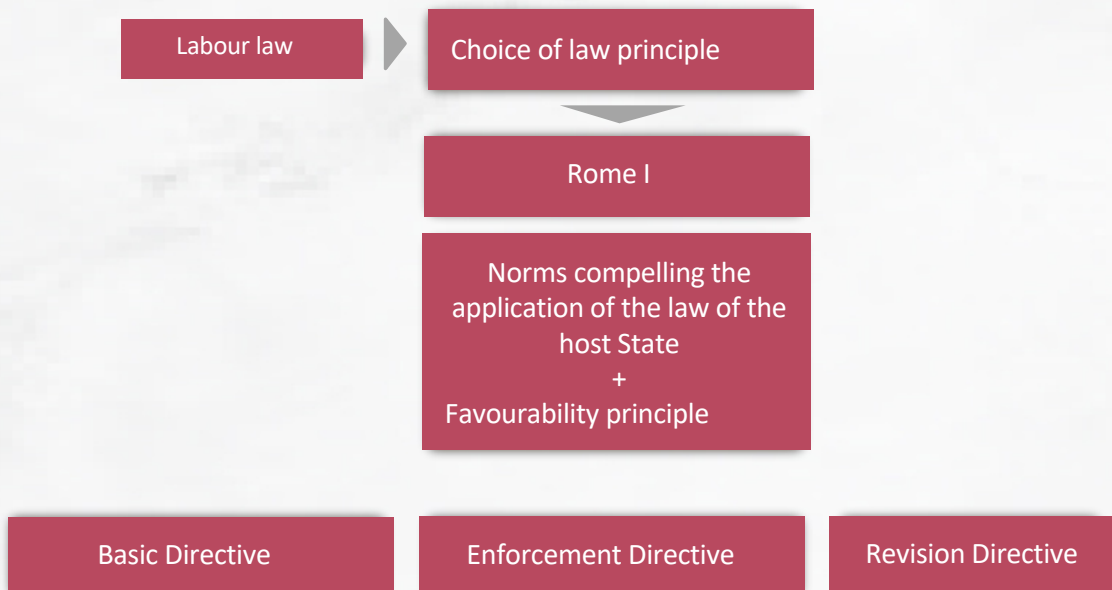 Labour law
Choice of law principle
Rome I
Norms compelling the
application of the law of the
host State
+
Favourability principle
Basic Directive
Enforcement Directive
Revision Directive